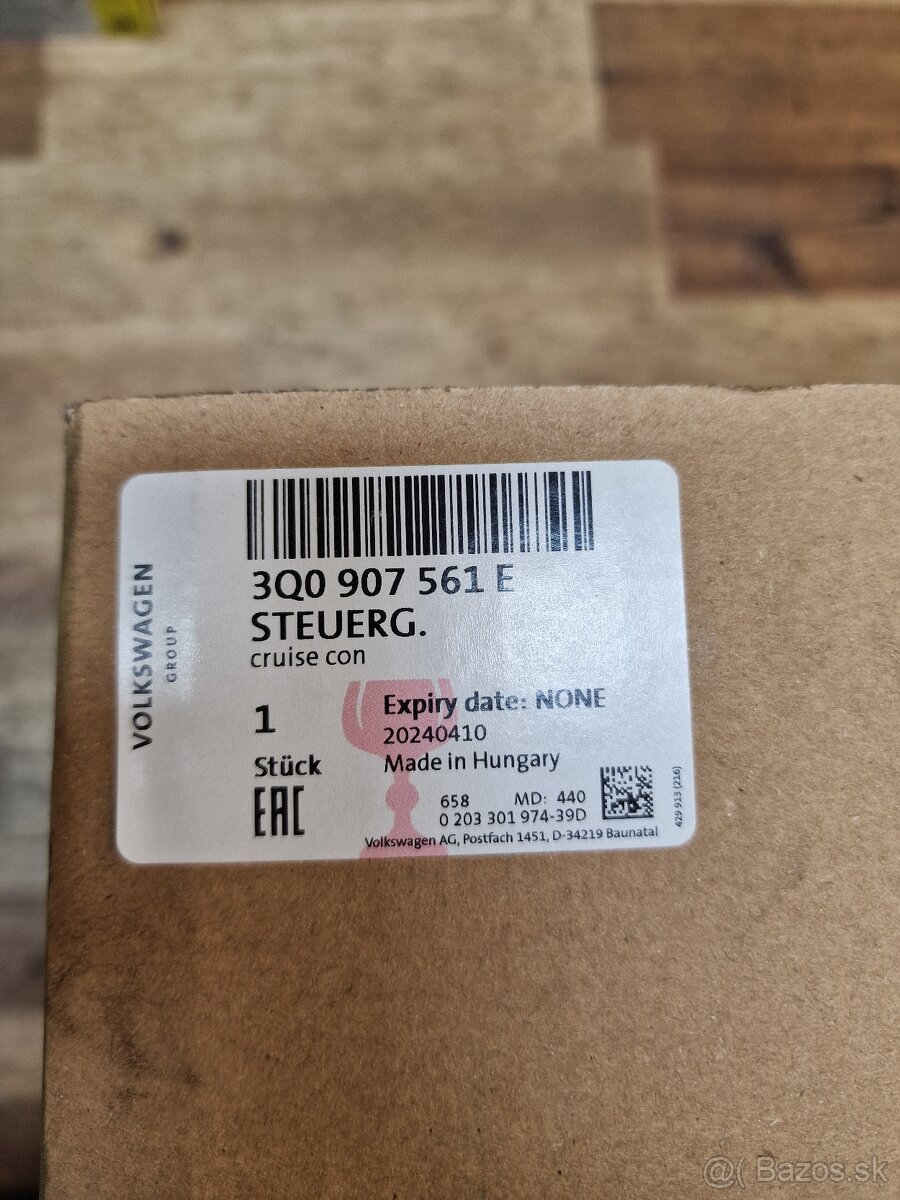 VOLKSWAGEN
GROUP
3Q0 907 561 E
STEUERG.
cruise con
1
Stück
EAC
Expiry date: NONE
20240410
Made in Hungary
658 MD: 440
0 203 301 974-39D
Volkswagen AG, Postfach 1451, D-34219 Baunatal
429 913 (216)
@( Bazos.sk